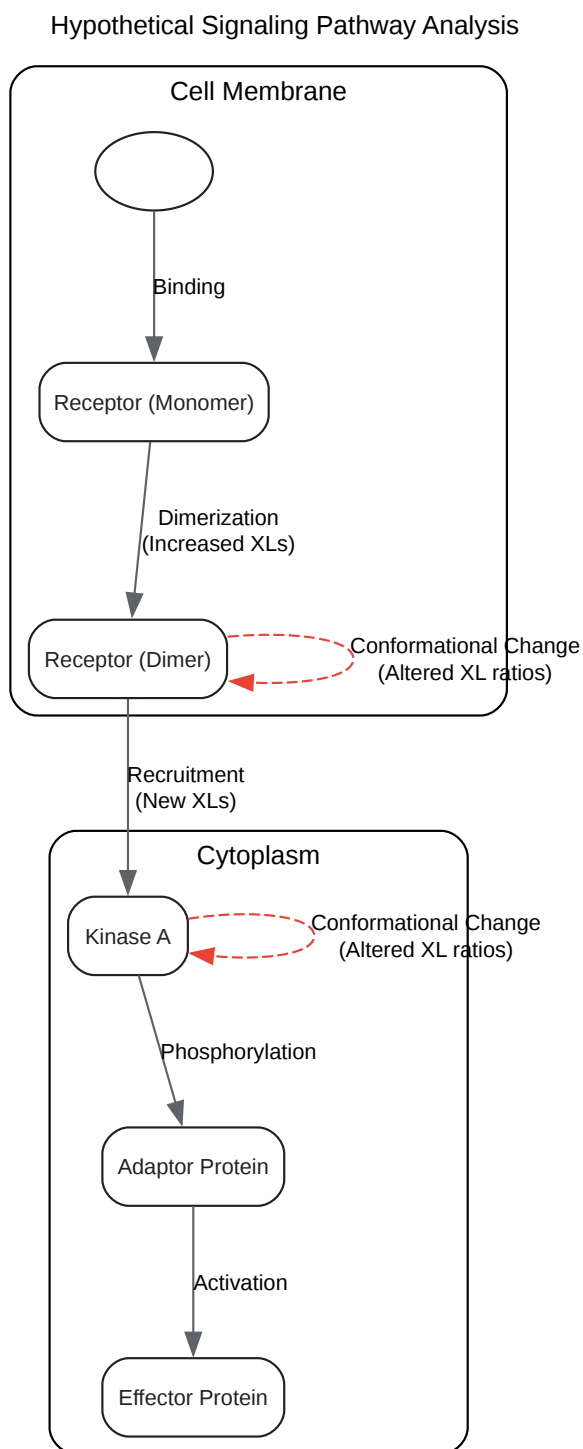 Hypothetical Signaling Pathway Analysis
Cell Membrane
Binding
Receptor (Monomer)
Dimerization
(Increased XLs)
Receptor (Dimer)
Conformational Change
(Altered XL ratios)
Recruitment
(New XLs)
Cytoplasm
Kinase A
Conformational Change
(Altered XL ratios)
Phosphorylation
Adaptor Protein
Activation
Effector Protein